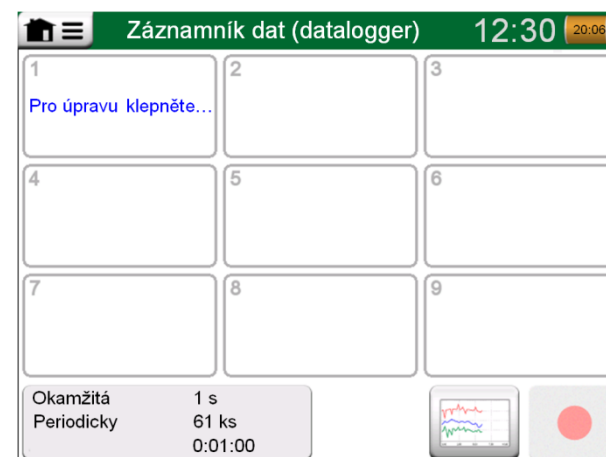 Záznamník dat (datalogger) 12:30 20:06
1 2 3
Pro úpravu klepněte...
4 5 6
7 8 9
Okamžitá 1 s
Periodicky 61 ks
0:01:00